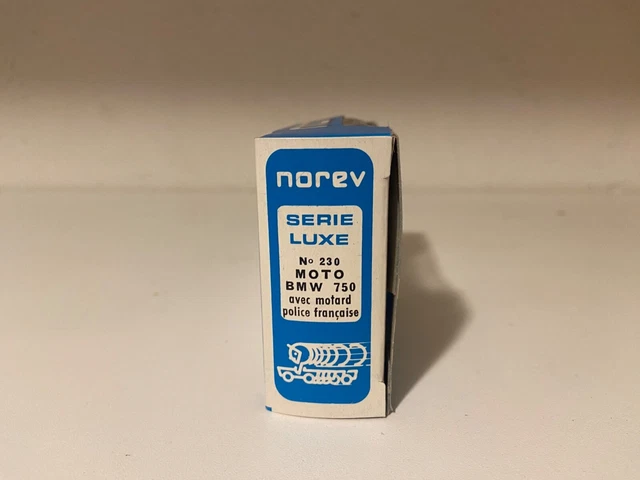 norev
SERIE
LUXE
No 230
MOTO
BMW 750
avec motard
police française